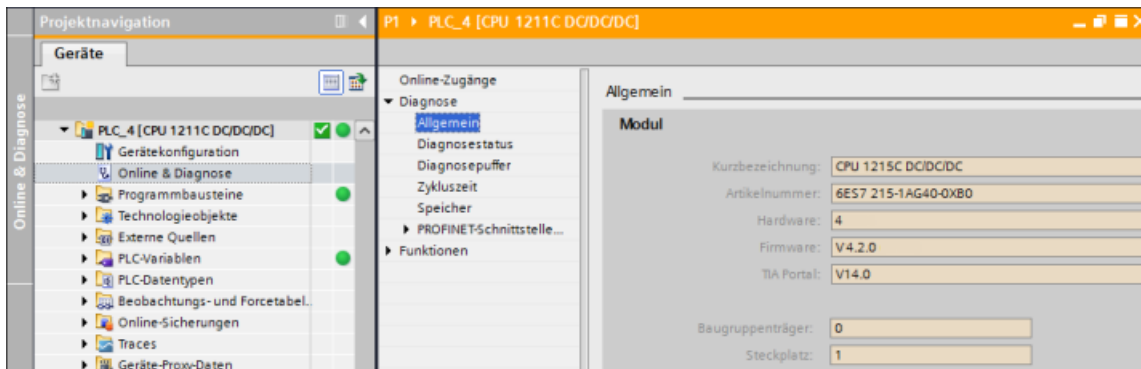 Projektnavigation
P1 ▸ PLC_4 [CPU 1211C DC/DC/DC]
Geräte
Online & Diagnose
PLC_4 [CPU 1211C DC/DC/DC]
Gerätekonfiguration
Online & Diagnose
Programmbausteine
Technologieobjekte
Externe Quellen
PLC-Variablen
PLC-Datentypen
Beobachtungs- und Forcetabel..
Online-Sicherungen
Traces
Geräte-Proxy-Daten
Online-Zugänge
Diagnose
Allgemein
Diagnosestatus
Diagnosepuffer
Zykluszeit
Speicher
PROFINET-Schnittstelle...
Funktionen
Allgemein
Modul
Kurzbezeichnung: CPU 1215C DC/DC/DC
Artikelnummer: 6ES7 215-1AG40-0XB0
Hardware: 4
Firmware: V4.2.0
TIA Portal: V14.0
Baugruppenträger: 0
Steckplatz: 1